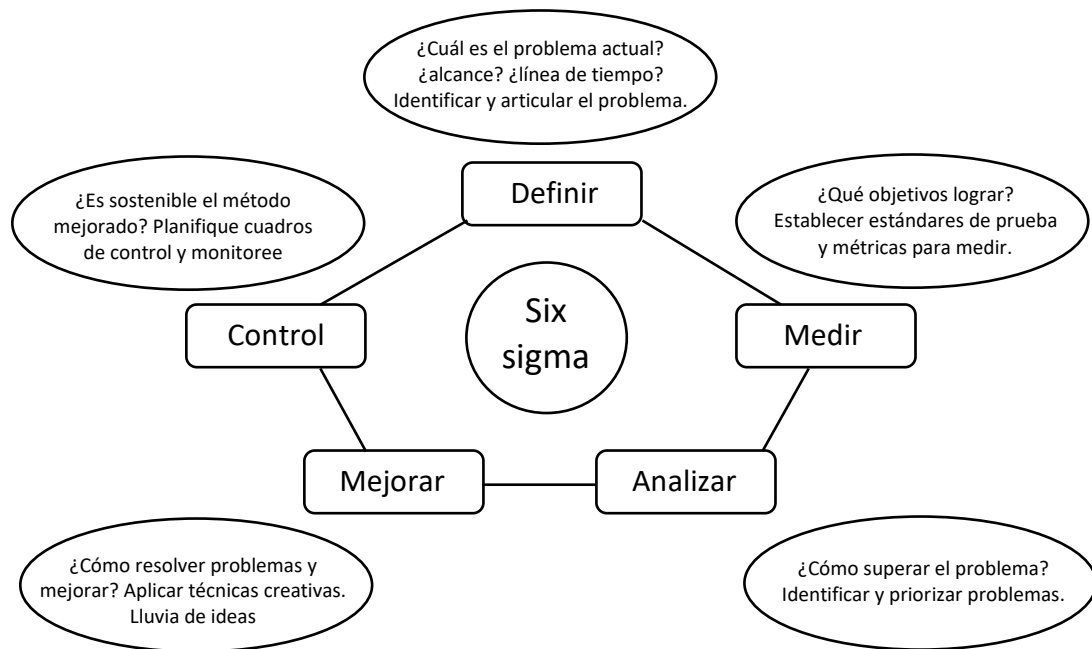 ¿Cuál es el problema actual?
¿alcance? ¿línea de tiempo?
Identificar y articular el problema.
Definir
¿Es sostenible el método
mejorado? Planifique cuadros
de control y monitoree
¿Qué objetivos lograr?
Establecer estándares de prueba
y métricas para medir.
Control
Six
sigma
Medir
Mejorar
Analizar
¿Cómo resolver problemas y
mejorar? Aplicar técnicas creativas.
Lluvia de ideas
¿Cómo superar el problema?
Identificar y priorizar problemas.